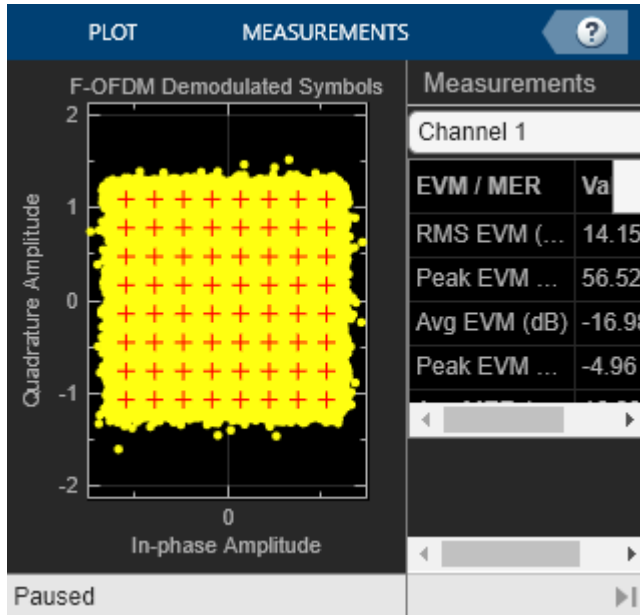 PLOT MEASUREMENTS ?
F-OFDM Demodulated Symbols
2
1
0
-1
-2
Quadrature Amplitude
0
In-phase Amplitude
Measurements
Channel 1
EVM / MER Va
RMS EVM (... 14.15
Peak EVM ... 56.52
Avg EVM (dB) -16.98
Peak EVM ... -4.96
Paused